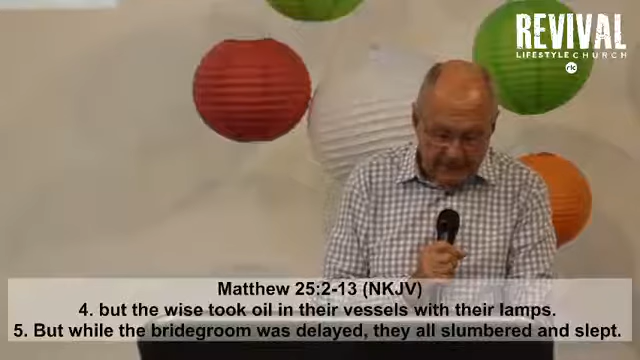 REVIVAL
LIFESTYLE CHURCH
rk
Matthew 25:2-13 (NKJV)
4. but the wise took oil in their vessels with their lamps.
5. But while the bridegroom was delayed, they all slumbered and slept.